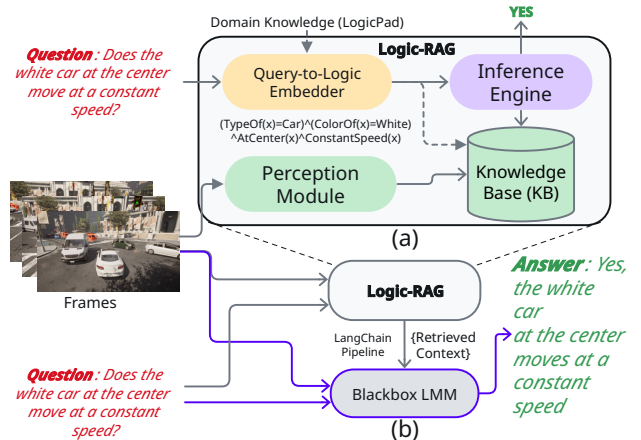 Domain Knowledge (LogicPad)
YES
Logic-RAG
Question: Does the
white car at the center
move at a constant
speed?
Query-to-Logic
Embedder
Inference
Engine
(TypeOf(x)=Car)^(ColorOf(x)=White)
^AtCenter(x)^ConstantSpeed(x)
Perception
Module
Knowledge
Base (KB)
(a)
Frames
Logic-RAG
LangChain
Pipeline
{Retrieved
Context}
Answer: Yes,
the white
car
at the center
moves at a
constant
speed
Question: Does the
white car at the center
move at a constant
speed?
Blackbox LMM
(b)